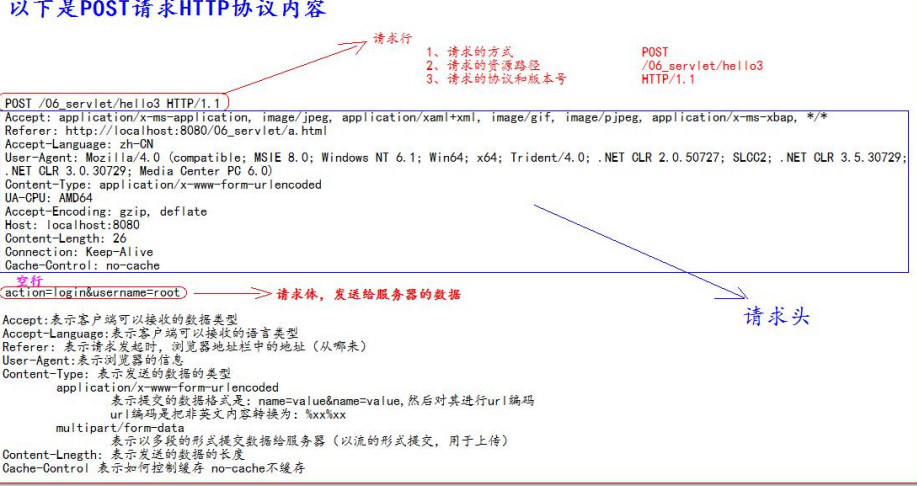 以下是POST请求HTTP协议内容
请求行
1、请求的方式 POST
2、请求的资源路径 /06_servlet/hello3
3、请求的协议和版本号 HTTP/1.1
POST /06_servlet/hello3 HTTP/1.1
Accept: application/x-ms-application, image/jpeg, application/xaml+xml, image/gif, image/pjpeg, application/x-ms-xbap, */*
Referer: http://localhost:8080/06_servlet/a.html
Accept-Language: zh-CN
User-Agent: Mozilla/4.0 (compatible; MSIE 8.0; Windows NT 6.1; Win64; x64; Trident/4.0; .NET CLR 2.0.50727; SLCC2; .NET CLR 3.5.30729;
.NET CLR 3.0.30729; Media Center PC 6.0)
Content-Type: application/x-www-form-urlencoded
UA-CPU: AMD64
Accept-Encoding: gzip, deflate
Host: localhost:8080
Content-Length: 26
Connection: Keep-Alive
Cache-Control: no-cache
空行
action=login&username=root
请求体，发送给服务器的数据
请求头
Accept:表示客户端可以接收的数据类型
Accept-Language:表示客户端可以接收的语言类型
Referer: 表示请求发起时，浏览器地址栏中的地址（从哪来）
User-Agent:表示浏览器的信息
Content-Type: 表示发送的数据的类型
application/x-www-form-urlencoded
表示提交的数据格式是: name=value&name=value,然后对其进行url编码
url编码是把非英文内容转换为: %xx%xx
multipart/form-data
表示以多段的形式提交数据给服务器（以流的形式提交，用于上传）
Content-Lnegth: 表示发送的数据的长度
Cache-Control 表示如何控制缓存 no-cache不缓存